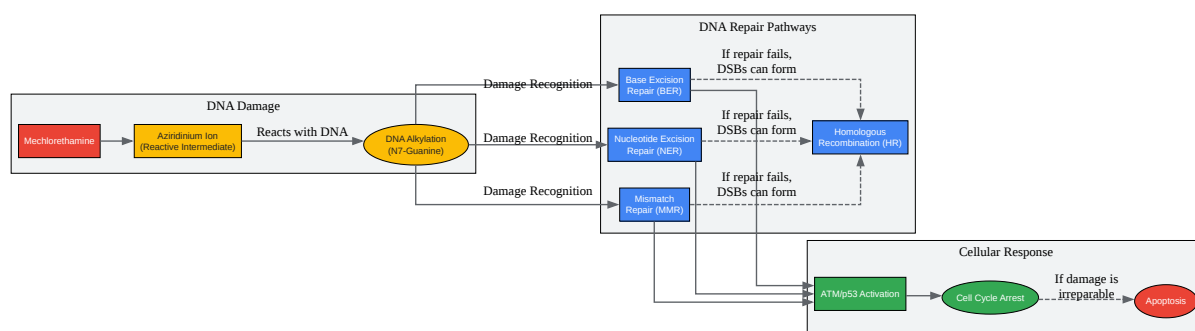 DNA Repair Pathways
If repair fails,
DSBs can form
Base Excision
Repair (BER)
Damage Recognition
DNA Damage
Mechlorethamine
Aziridinium Ion
(Reactive Intermediate)
Reacts with DNA
DNA Alkylation
(N7-Guanine)
Damage Recognition
Nucleotide Excision
Repair (NER)
If repair fails,
DSBs can form
Homologous
Recombination (HR)
Damage Recognition
Mismatch
Repair (MMR)
If repair fails,
DSBs can form
Cellular Response
ATM/p53 Activation
Cell Cycle Arrest
If damage is
irreparable
Apoptosis